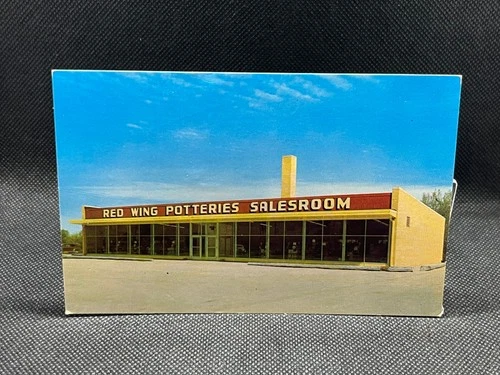 RED WING POTTERIES SALESROOM